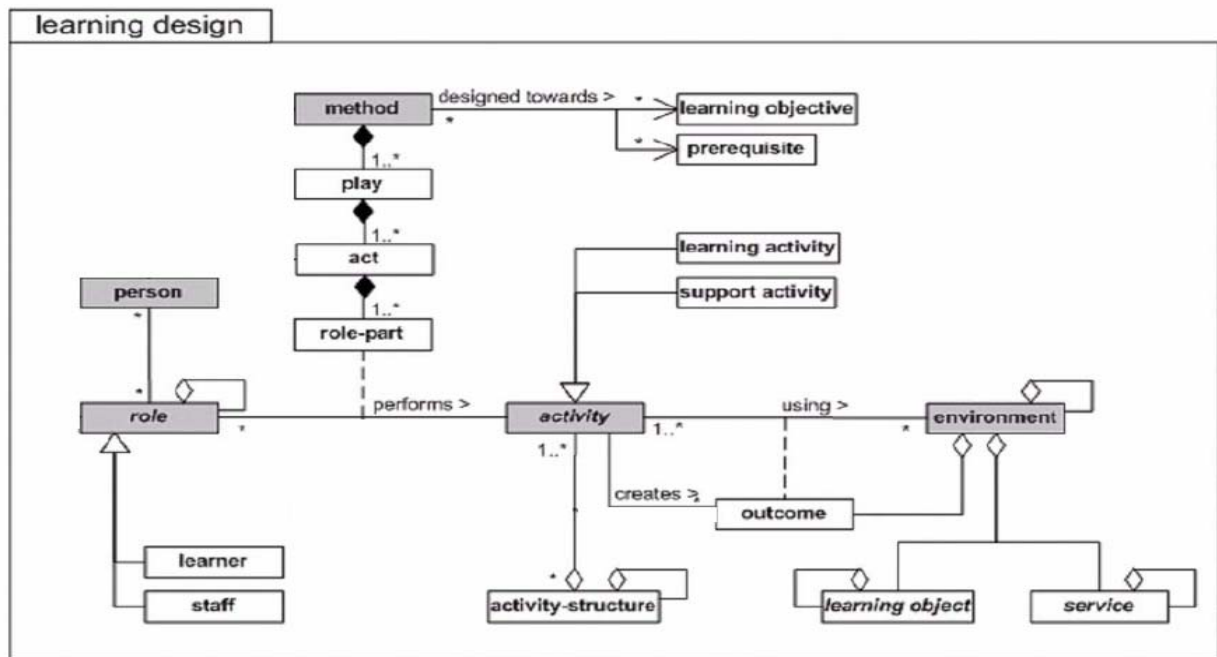 learning design
method
designed towards >
*
*
learning objective
*
prerequisite
1..*
play
1..*
act
1..*
role-part
learning activity
support activity
person
*
*
role
*
performs >
activity
1..*
1..*
using >
*
environment
creates >
*
outcome
learner
staff
*
activity-structure
learning object
service